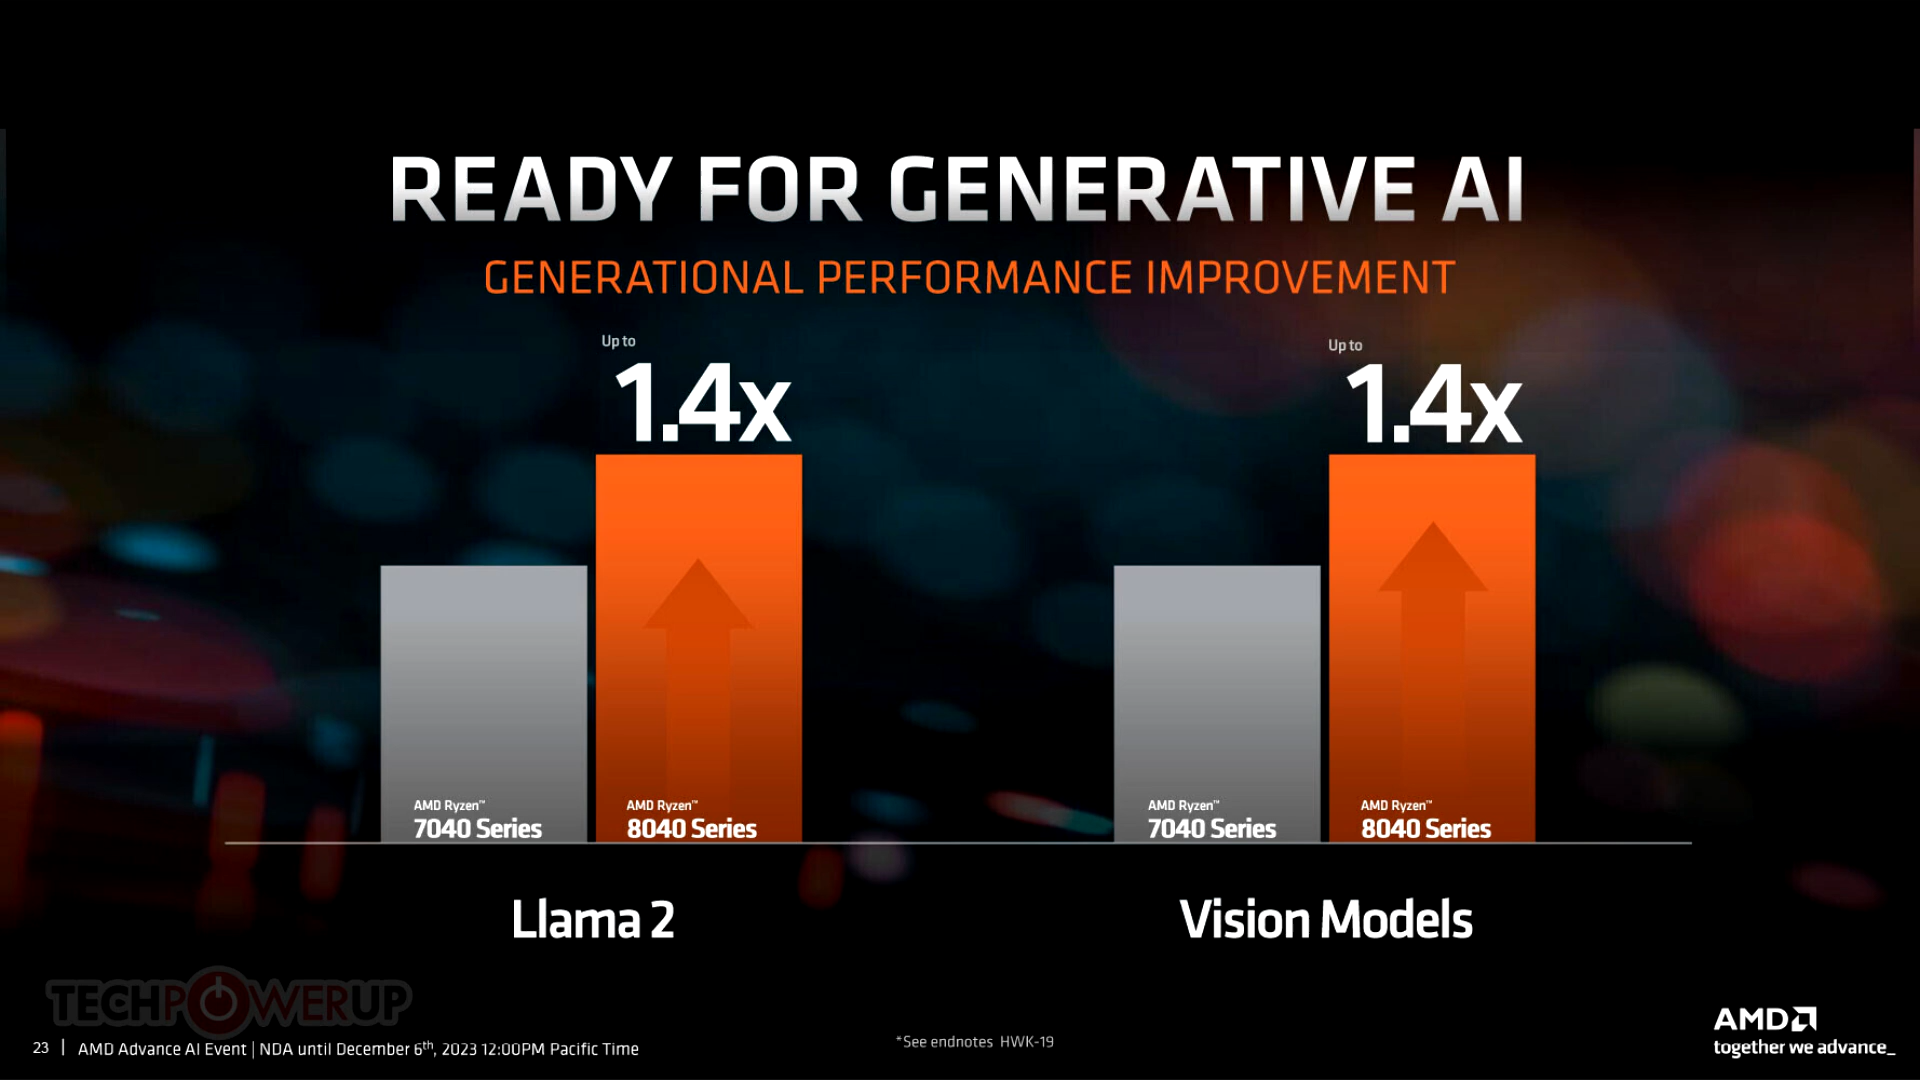 READY FOR GENERATIVE AI
GENERATIONAL PERFORMANCE IMPROVEMENT
Up to
1.4x
Up to
1.4x
AMD Ryzen™
7040 Series
AMD Ryzen™
8040 Series
AMD Ryzen™
7040 Series
AMD Ryzen™
8040 Series
Llama 2
Vision Models
TECHPOWERUP
23 | AMD Advance AI Event | NDA until December 6th, 2023 12:00PM Pacific Time
*See endnotes HWK-19
AMD
together we advance_